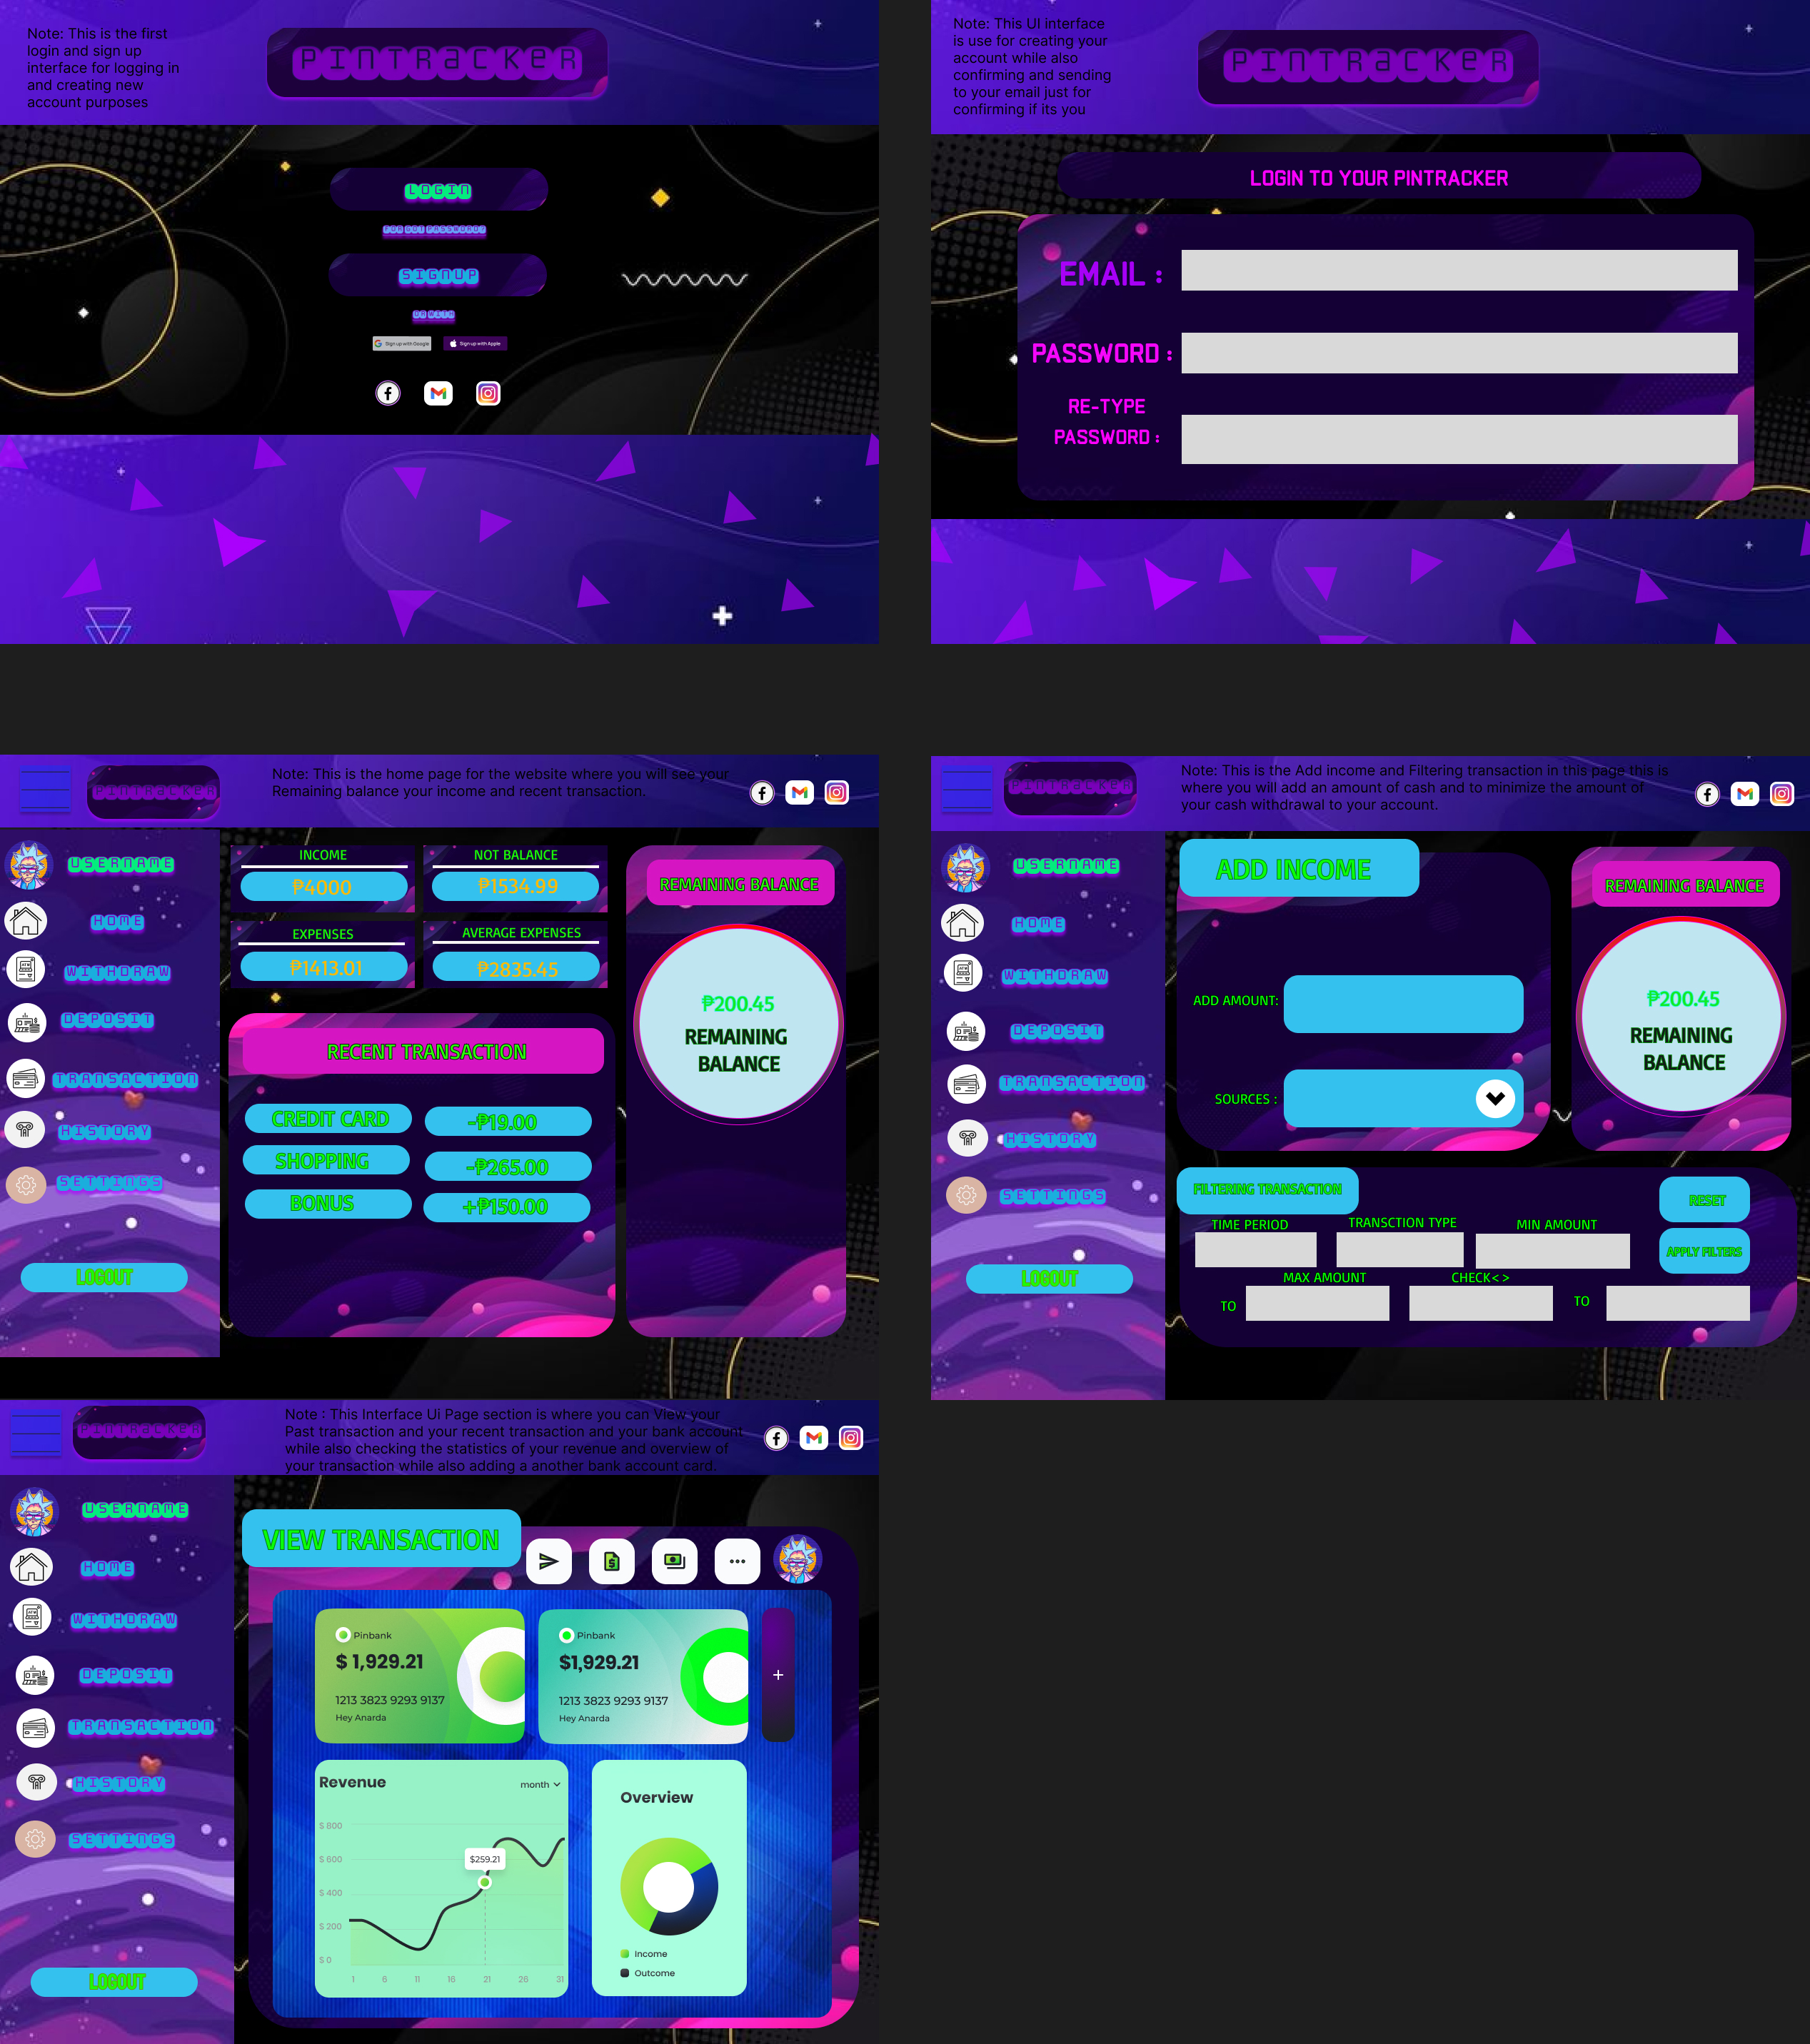 Note: This is the first
login and sign up
interface for logging in
and creating new
account purposes
PINTRacKeR
LOGIN
FORGOT PASSWORD?
SIGNUP
OR WITH
Sign up with Google
Sign up with Apple
Note: This UI interface
is use for creating your
account while also
confirming and sending
to your email just for
confirming if its you
PINTRacKeR
LOGIN TO YOUR PINTRACKER
EMAIL :
PASSWORD :
RE-TYPE
PASSWORD :
PINTRacKeR
Note: This is the home page for the website where you will see your
Remaining balance your income and recent transaction.
USERNAME
HOME
WITHDRAW
DEPOSIT
TRANSACTION
HISTORY
SETTINGS
LOGOUT
INCOME
₱4000
NOT BALANCE
₱1534.99
EXPENSES
₱1413.01
AVERAGE EXPENSES
₱2835.45
RECENT TRANSACTION
CREDIT CARD
-₱19.00
SHOPPING
-₱265.00
BONUS
+₱150.00
REMAINING BALANCE
₱200.45
REMAINING
BALANCE
PINTRacKeR
Note: This is the Add income and Filtering transaction in this page this is
where you will add an amount of cash and to minimize the amount of
your cash withdrawal to your account.
USERNAME
HOME
WITHDRAW
DEPOSIT
TRANSACTION
HISTORY
SETTINGS
LOGOUT
ADD INCOME
ADD AMOUNT:
SOURCES :
REMAINING BALANCE
₱200.45
REMAINING
BALANCE
FILTERING TRANSACTION
RESET
TIME PERIOD
TRANSCTION TYPE
MIN AMOUNT
APPLY FILTERS
MAX AMOUNT
CHECK< >
TO
TO
PINTRacKeR
Note : This Interface Ui Page section is where you can View your
Past transaction and your recent transaction and your bank account
while also checking the statistics of your revenue and overview of
your transaction while also adding a another bank account card.
USERNAME
HOME
WITHDRAW
DEPOSIT
TRANSACTION
HISTORY
SETTINGS
LOGOUT
VIEW TRANSACTION
Pinbank
$ 1,929.21
1213 3823 9293 9137
Hey Anarda
Pinbank
$1,929.21
1213 3823 9293 9137
Hey Anarda
+
Revenue
month
$ 800
$ 600
$259.21
$ 400
$ 200
$ 0
1 6 11 16 21 26 31
Overview
Income
Outcome